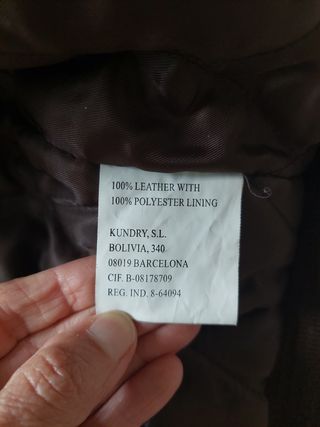 100% LEATHER WITH
100% POLYESTER LINING
KUNDRY, S.L.
BOLIVIA, 340
08019 BARCELONA
CIF. B-08178709
REG. IND. 8-64094